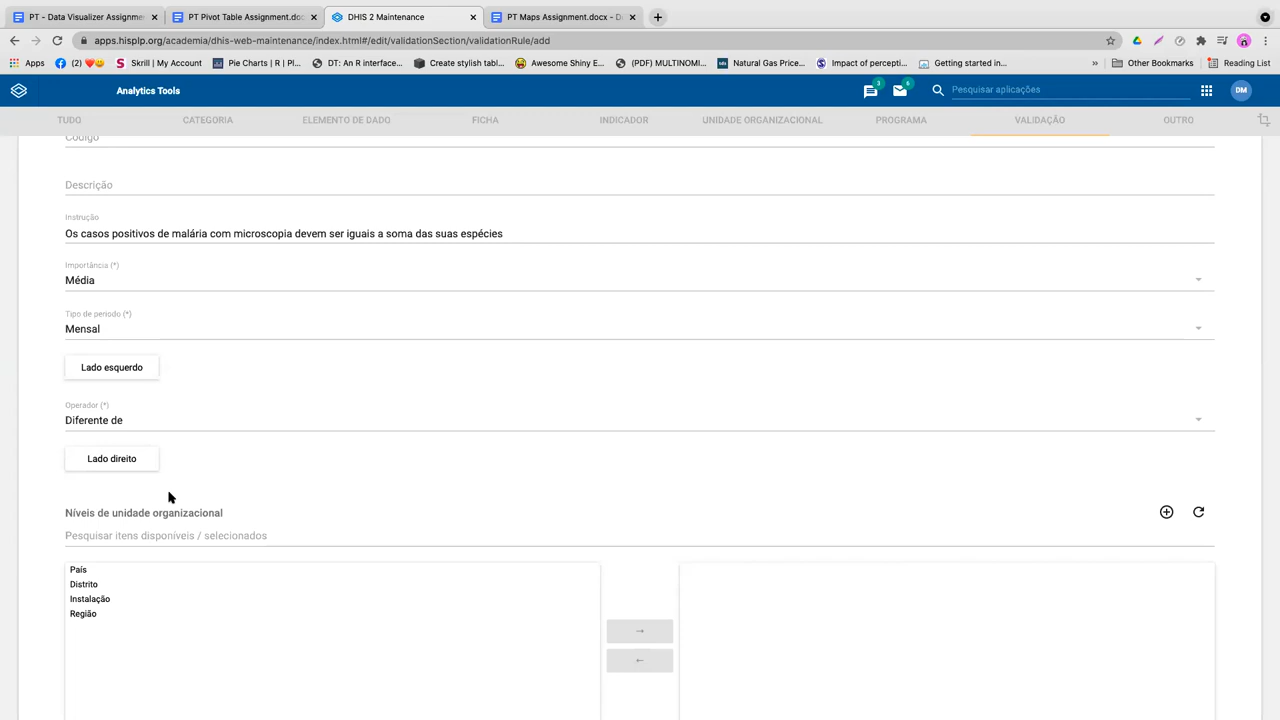 PT - Data Visualizer Assignme
PT Pivot Table Assignment.doc
DHIS 2 Maintenance
PT Maps Assignment.docx - D
apps.hisplp.org/academia/dhis-web-maintenance/index.html#/edit/validationSection/validationRule/add
Apps
(2)
Skrill | My Account
Pie Charts | R | Pl...
DT: An R interface...
Create stylish tabl...
Awesome Shiny E...
(PDF) MULTINOMI...
Natural Gas Price...
Impact of percepti...
Getting started in...
»
Other Bookmarks
Reading List
Analytics Tools
3
6
Pesquisar aplicações
DM
TUDO
CATEGORIA
ELEMENTO DE DADO
FICHA
INDICADOR
UNIDADE ORGANIZACIONAL
PROGRAMA
VALIDAÇÃO
OUTRO
Código
Descrição
Instrução
Os casos positivos de malária com microscopia devem ser iguais a soma das suas espécies
Importância (*)
Média
Tipo de periodo (*)
Mensal
Lado esquerdo
Operador (*)
Diferente de
Lado direito
Níveis de unidade organizacional
Pesquisar itens disponíveis / selecionados
País
Distrito
Instalação
Região